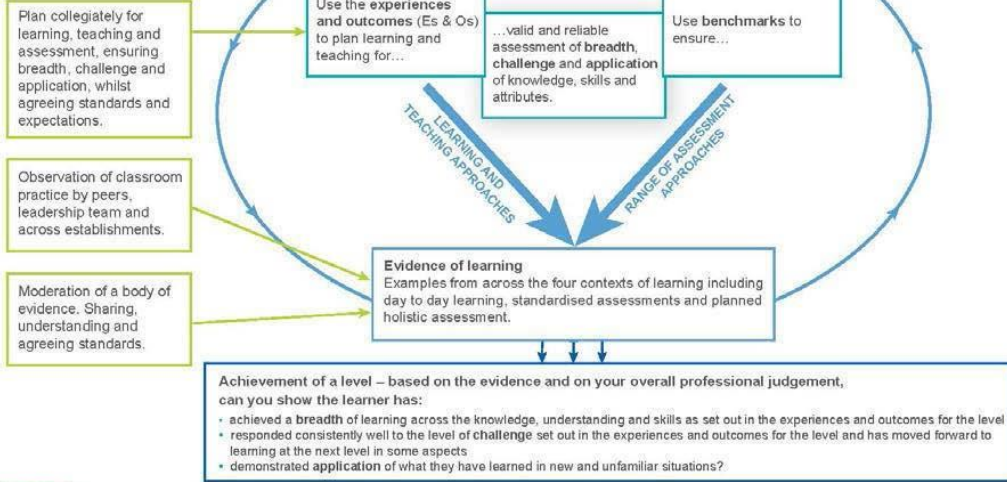 Plan collegiately for
learning, teaching and
assessment, ensuring
breadth, challenge and
application, whilst
agreeing standards and
expectations.
Use the experiences
and outcomes (Es & Os)
to plan learning and
teaching for…
…valid and reliable
assessment of breadth,
challenge and application
of knowledge, skills and
attributes.
Use benchmarks to
ensure…
LEARNING AND
TEACHING APPROACHES
RANGE OF ASSESSMENT
APPROACHES
Observation of classroom
practice by peers,
leadership team and
across establishments.
Moderation of a body of
evidence. Sharing,
understanding and
agreeing standards.
Evidence of learning
Examples from across the four contexts of learning including
day to day learning, standardised assessments and planned
holistic assessment.
Achievement of a level – based on the evidence and on your overall professional judgement,
can you show the learner has:
• achieved a breadth of learning across the knowledge, understanding and skills as set out in the experiences and outcomes for the level
• responded consistently well to the level of challenge set out in the experiences and outcomes for the level and has moved forward to
learning at the next level in some aspects
• demonstrated application of what they have learned in new and unfamiliar situations?